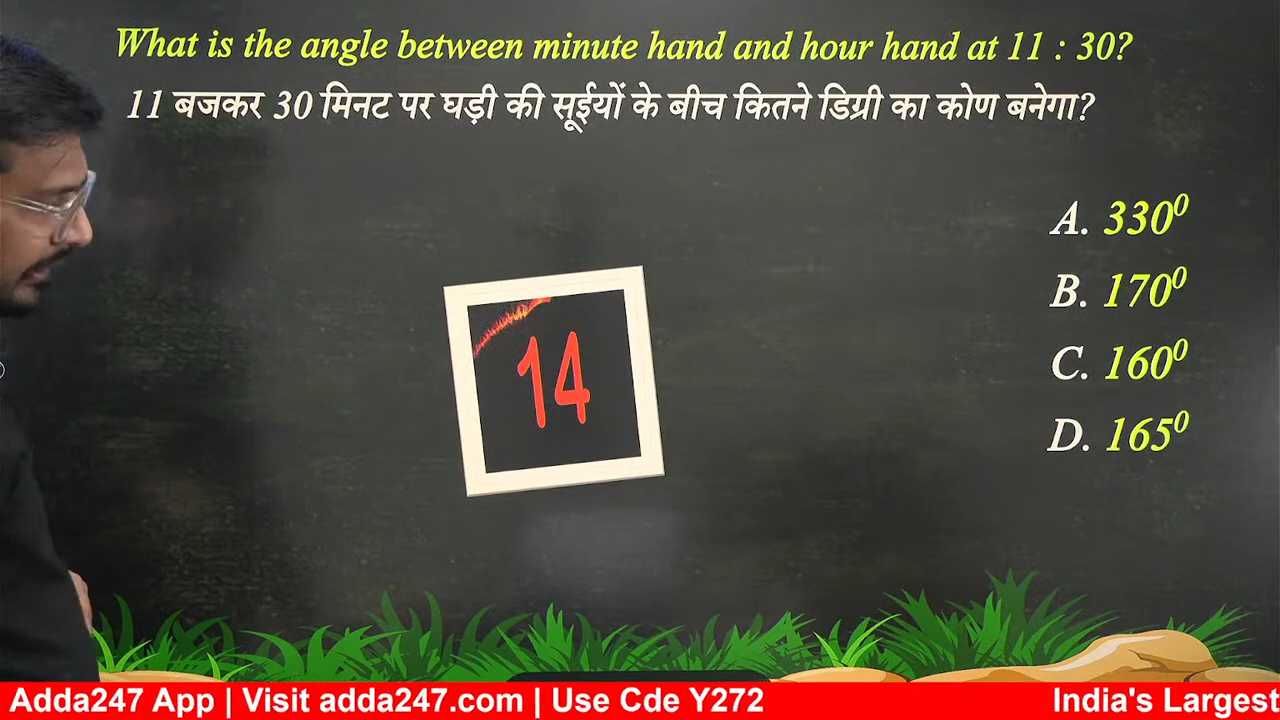 What is the angle between minute hand and hour hand at 11 : 30?
11 बजकर 30 मिनट पर घड़ी की सूईयों के बीच कितने डिग्री का कोण बनेगा?
A. 330⁰
B. 170⁰
C. 160⁰
D. 165⁰
14
Adda247 App | Visit adda247.com | Use Cde Y272 India's Largest